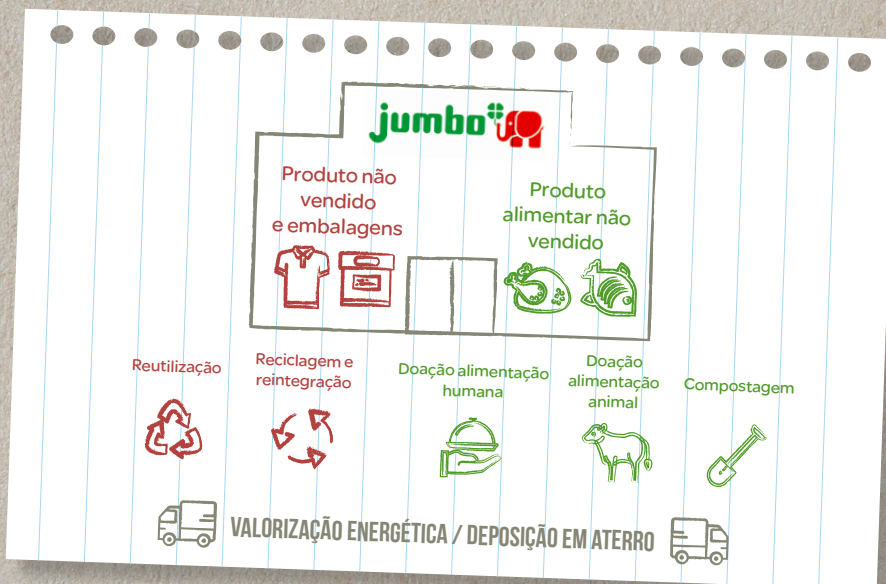 jumbo
Produto não
vendido
e embalagens
Produto
alimentar não
vendido
Reutilização
Reciclagem e
reintegração
Doação alimentação
humana
Doação
alimentação
animal
Compostagem
VALORIZAÇÃO ENERGÉTICA / DEPOSIÇÃO EM ATERRO